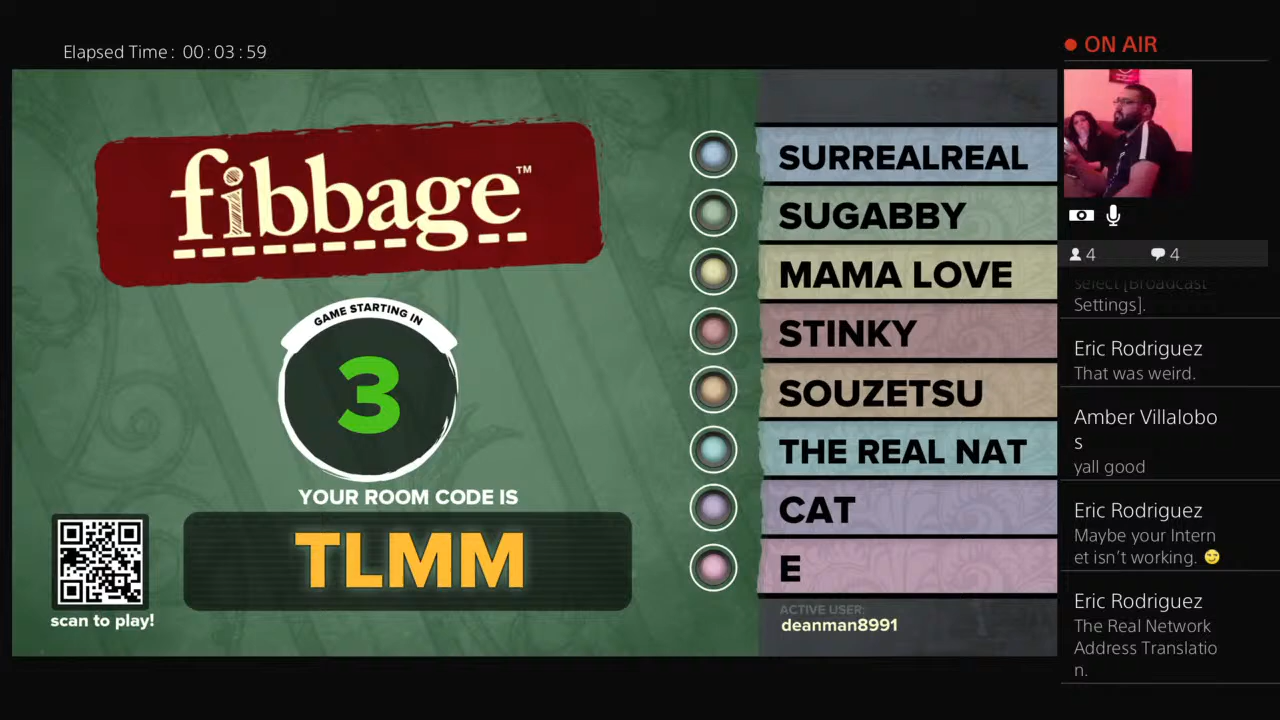 Elapsed Time: 00:03:59
fibbage™
GAME STARTING IN
3
YOUR ROOM CODE IS
TLMM
scan to play!
SURREALREAL
SUGABBY
MAMA LOVE
STINKY
SOUZETSU
THE REAL NAT
CAT
E
ACTIVE USER:
deanman8991
ON AIR
4
4
select [Broadcast
Settings].
Eric Rodriguez
That was weird.
Amber Villalobo
s
yall good
Eric Rodriguez
Maybe your Intern
et isn't working. 😏
Eric Rodriguez
The Real Network
Address Translatio
n.